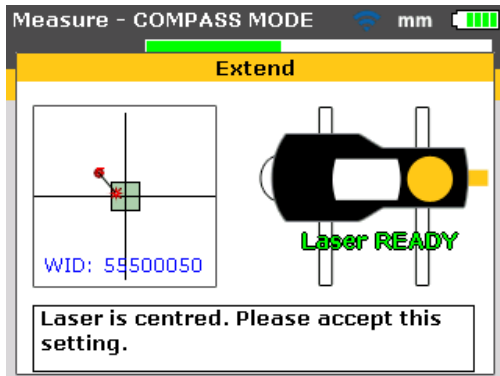 Measure - COMPASS MODE mm
Extend
Laser READY
WID: 55500050
Laser is centred. Please accept this
setting.